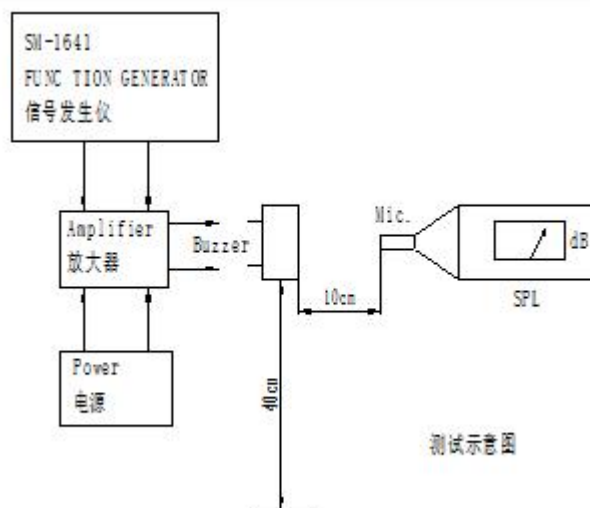 SM-1641
FUNC TION GENERATOR
信号发生仪
Amplifier
放大器
Buzzer
Mic.
dB
SPL
10cm
Power
电源
40cm
测试示意图